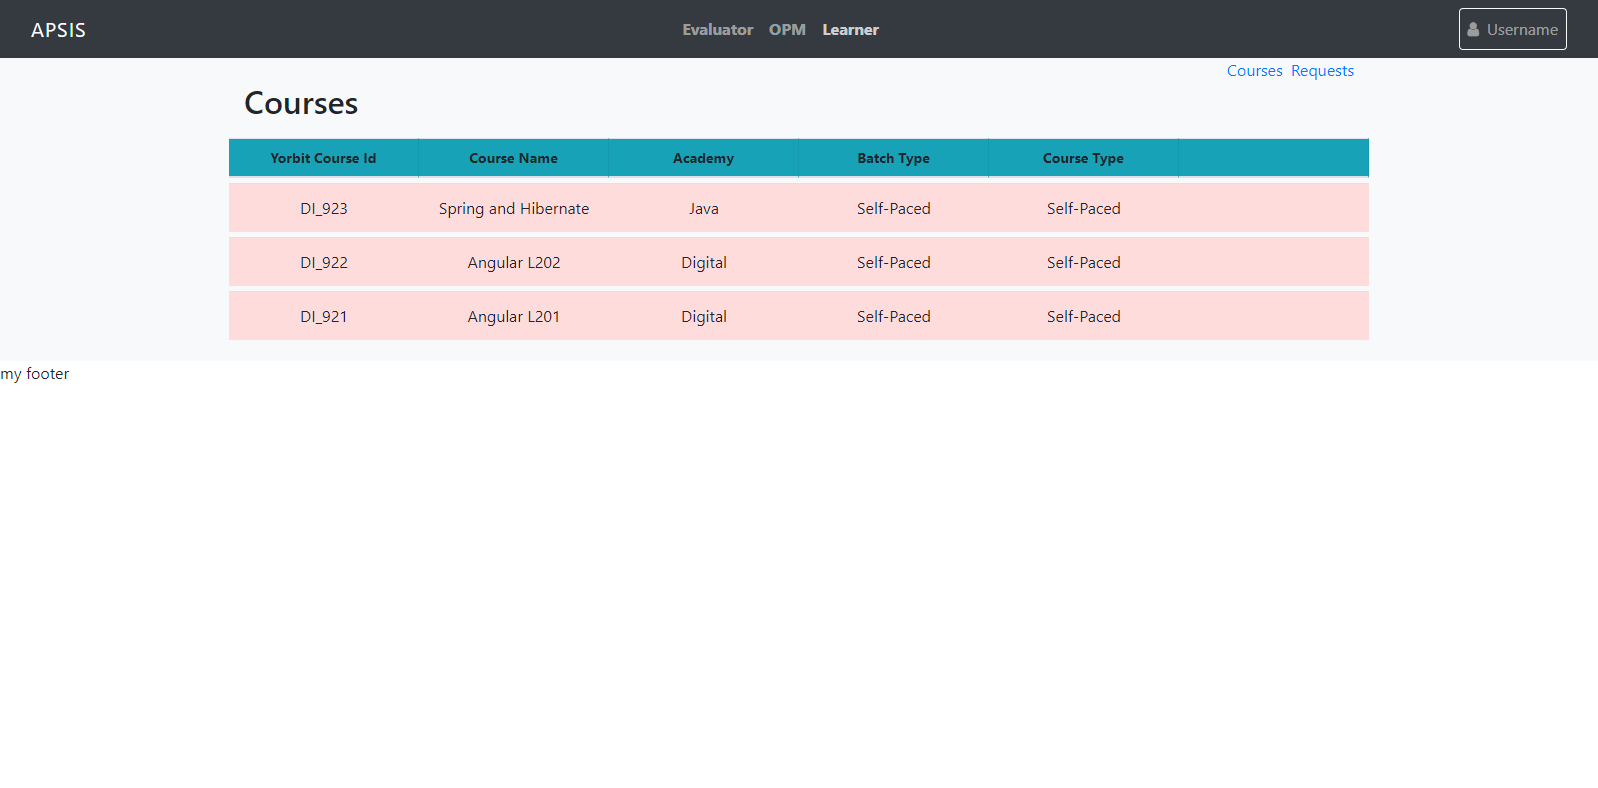 APSIS Evaluator OPM Learner Username
Courses Requests
Courses
Yorbit Course Id Course Name Academy Batch Type Course Type
DI_923 Spring and Hibernate Java Self-Paced Self-Paced
DI_922 Angular L202 Digital Self-Paced Self-Paced
DI_921 Angular L201 Digital Self-Paced Self-Paced
my footer